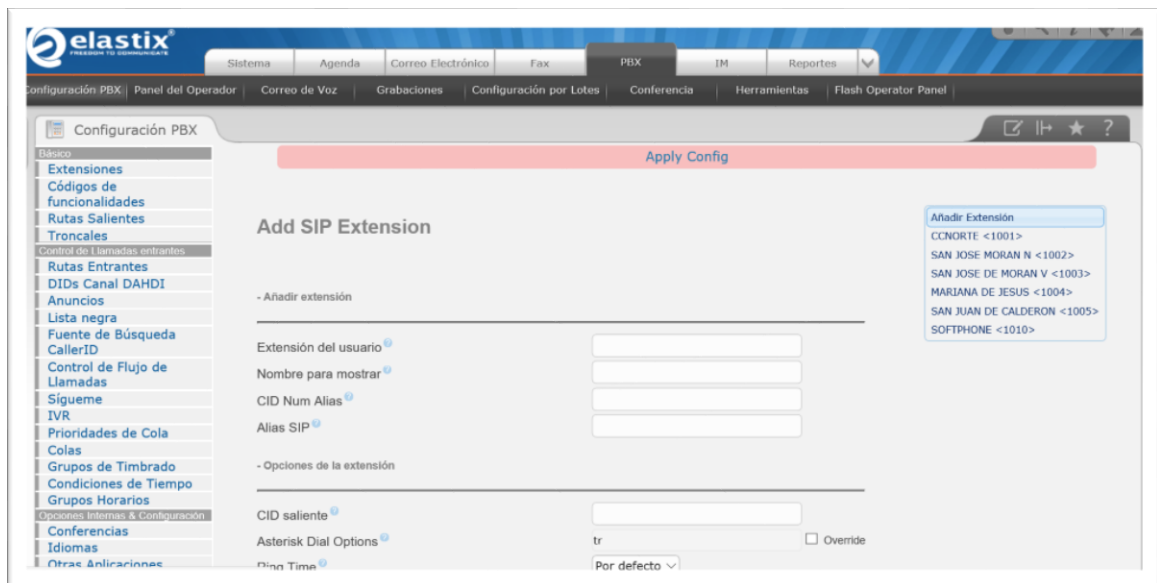 elastix®
FREEDOM TO COMMUNICATE
Sistema Agenda Correo Electrónico Fax PBX IM Reportes
Configuración PBX Panel del Operador Correo de Voz Grabaciones Configuración por Lotes Conferencia Herramientas Flash Operator Panel
Configuración PBX
Apply Config
Básico
Extensiones
Códigos de
funcionalidades
Rutas Salientes
Troncales
Control de Llamadas entrantes
Rutas Entrantes
DIDs Canal DAHDI
Anuncios
Lista negra
Fuente de Búsqueda
CallerID
Control de Flujo de
Llamadas
Sígueme
IVR
Prioridades de Cola
Colas
Grupos de Timbrado
Condiciones de Tiempo
Grupos Horarios
Opciones Internas & Configuración
Conferencias
Idiomas
Otras Aplicaciones
Add SIP Extension
- Añadir extensión
Extensión del usuario
Nombre para mostrar
CID Num Alias
Alias SIP
- Opciones de la extensión
CID saliente
Asterisk Dial Options tr Override
Ring Time Por defecto
Añadir Extensión
CCNORTE <1001>
SAN JOSE MORAN N <1002>
SAN JOSE DE MORAN V <1003>
MARIANA DE JESUS <1004>
SAN JUAN DE CALDERON <1005>
SOFTPHONE <1010>